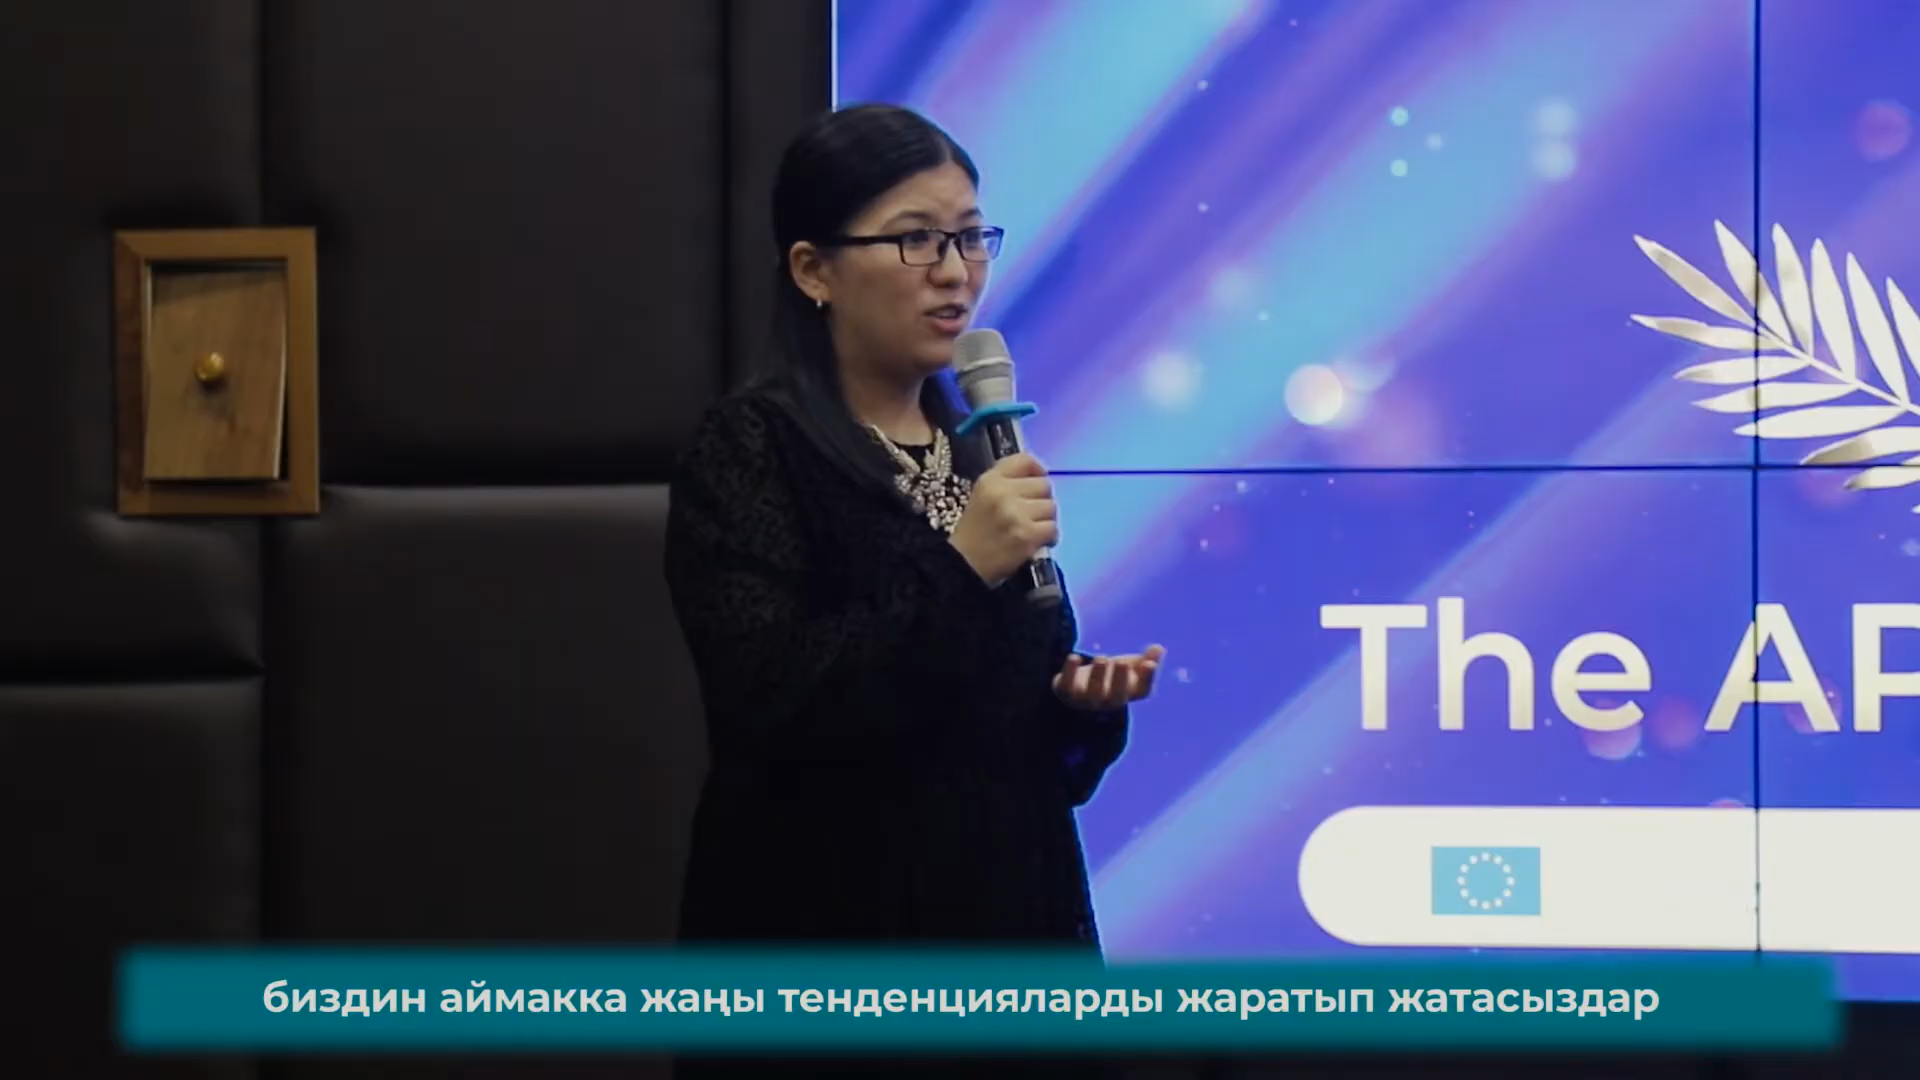 The AP
биздин аймакка жаңы тенденцияларды жаратып жатасыздар